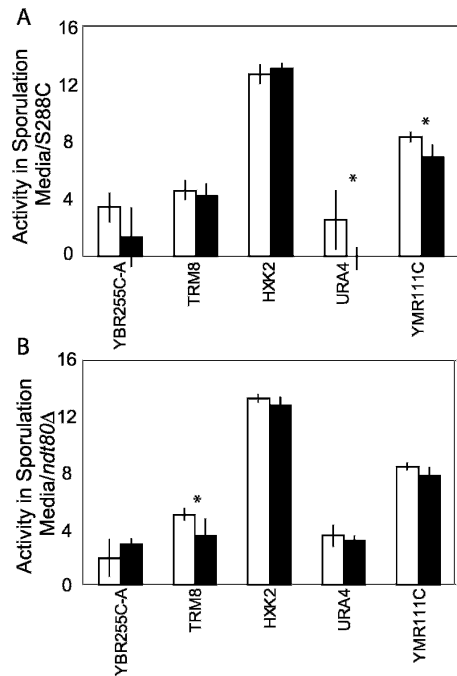 A
Activity in Sporulation
Media/S288C
16
12
8
4
0
*
*
YBR255C-A
TRM8
HXK2
URA4
YMR111C
B
Activity in Sporulation
Media/ndt80Δ
16
12
8
4
0
*
YBR255C-A
TRM8
HXK2
URA4
YMR111C